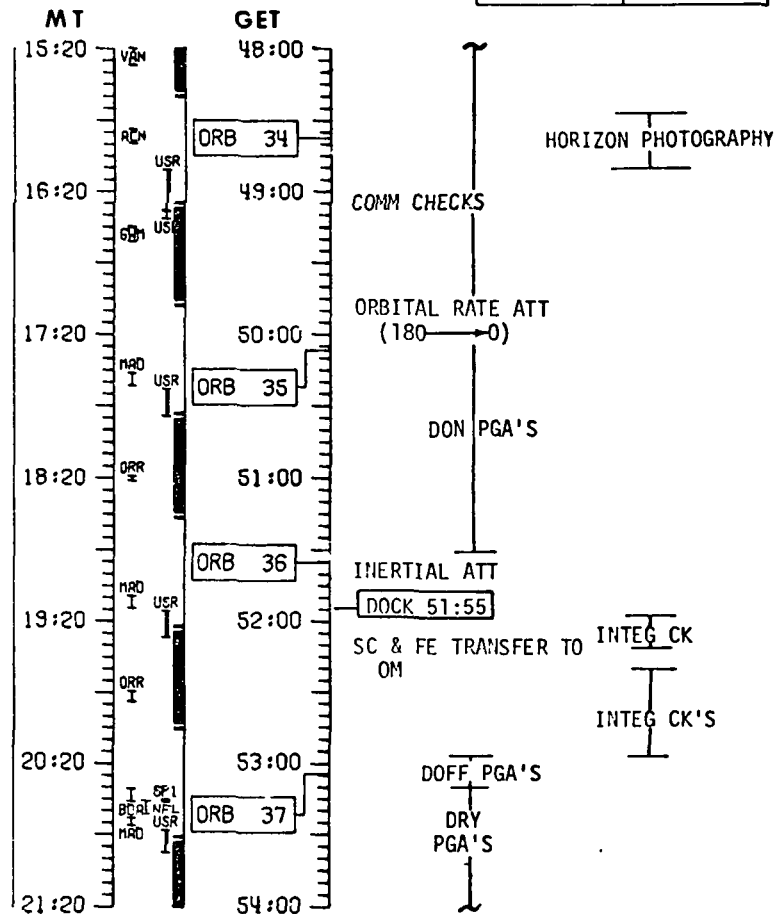 MT GET
15:20 VAN 48:00
ORB 34 HORIZON PHOTOGRAPHY
USR
16:20 49:00 COMM CHECKS
USB
ORBITAL RATE ATT
17:20 50:00 (180 0)
MAD USR
ORB 35
DON PGA'S
ORR
18:20 51:00
ORB 36 INERTIAL ATT
MAD USR DOCK 51:55
19:20 52:00 INTEG CK
SC & FE TRANSFER TO
OM
ORR INTEG CK'S
20:20 53:00
DOFF PGA'S
NFL
USR ORB 37 DRY
MAD PGA'S
21:20 54:00